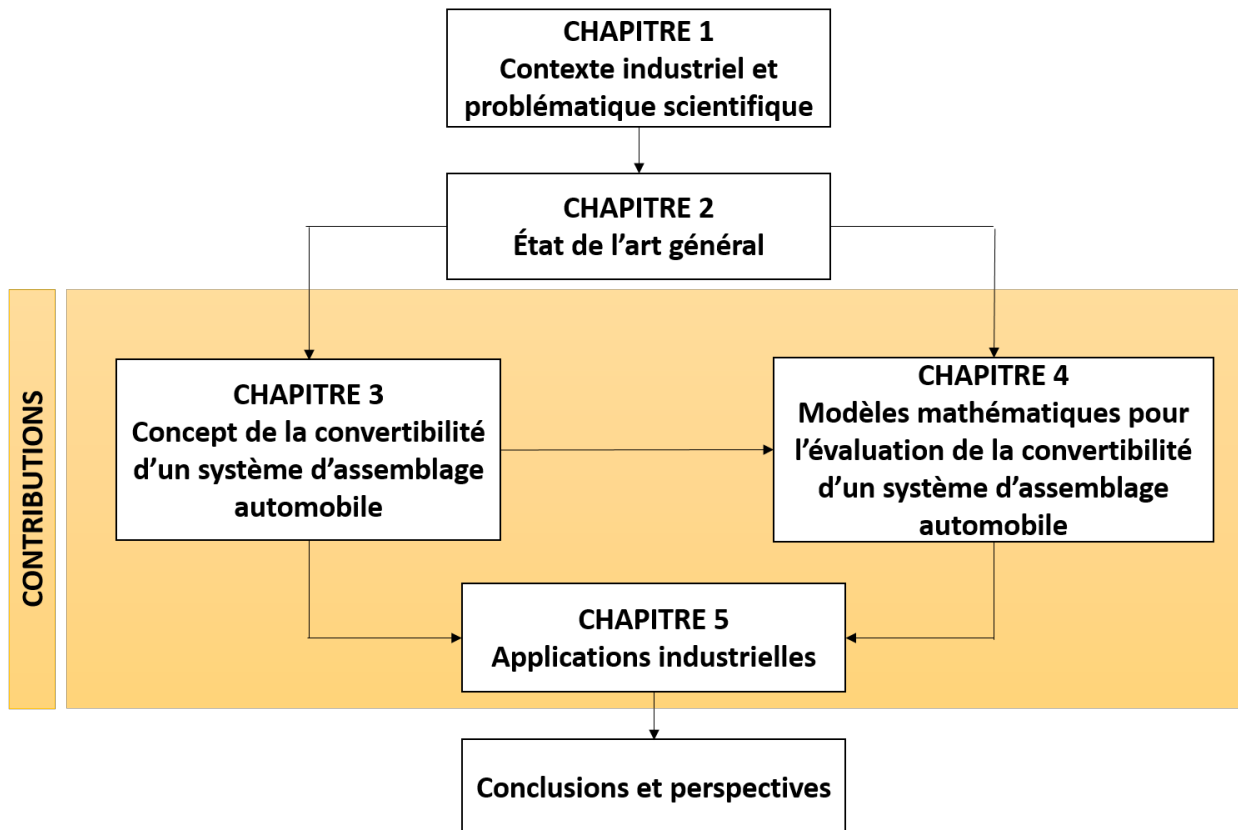 CHAPITRE 1
Contexte industriel et
problématique scientifique
CHAPITRE 2
État de l’art général
CONTRIBUTIONS
CHAPITRE 3
Concept de la convertibilité
d’un système d’assemblage
automobile
CHAPITRE 4
Modèles mathématiques pour
l’évaluation de la convertibilité
d’un système d’assemblage
automobile
CHAPITRE 5
Applications industrielles
Conclusions et perspectives